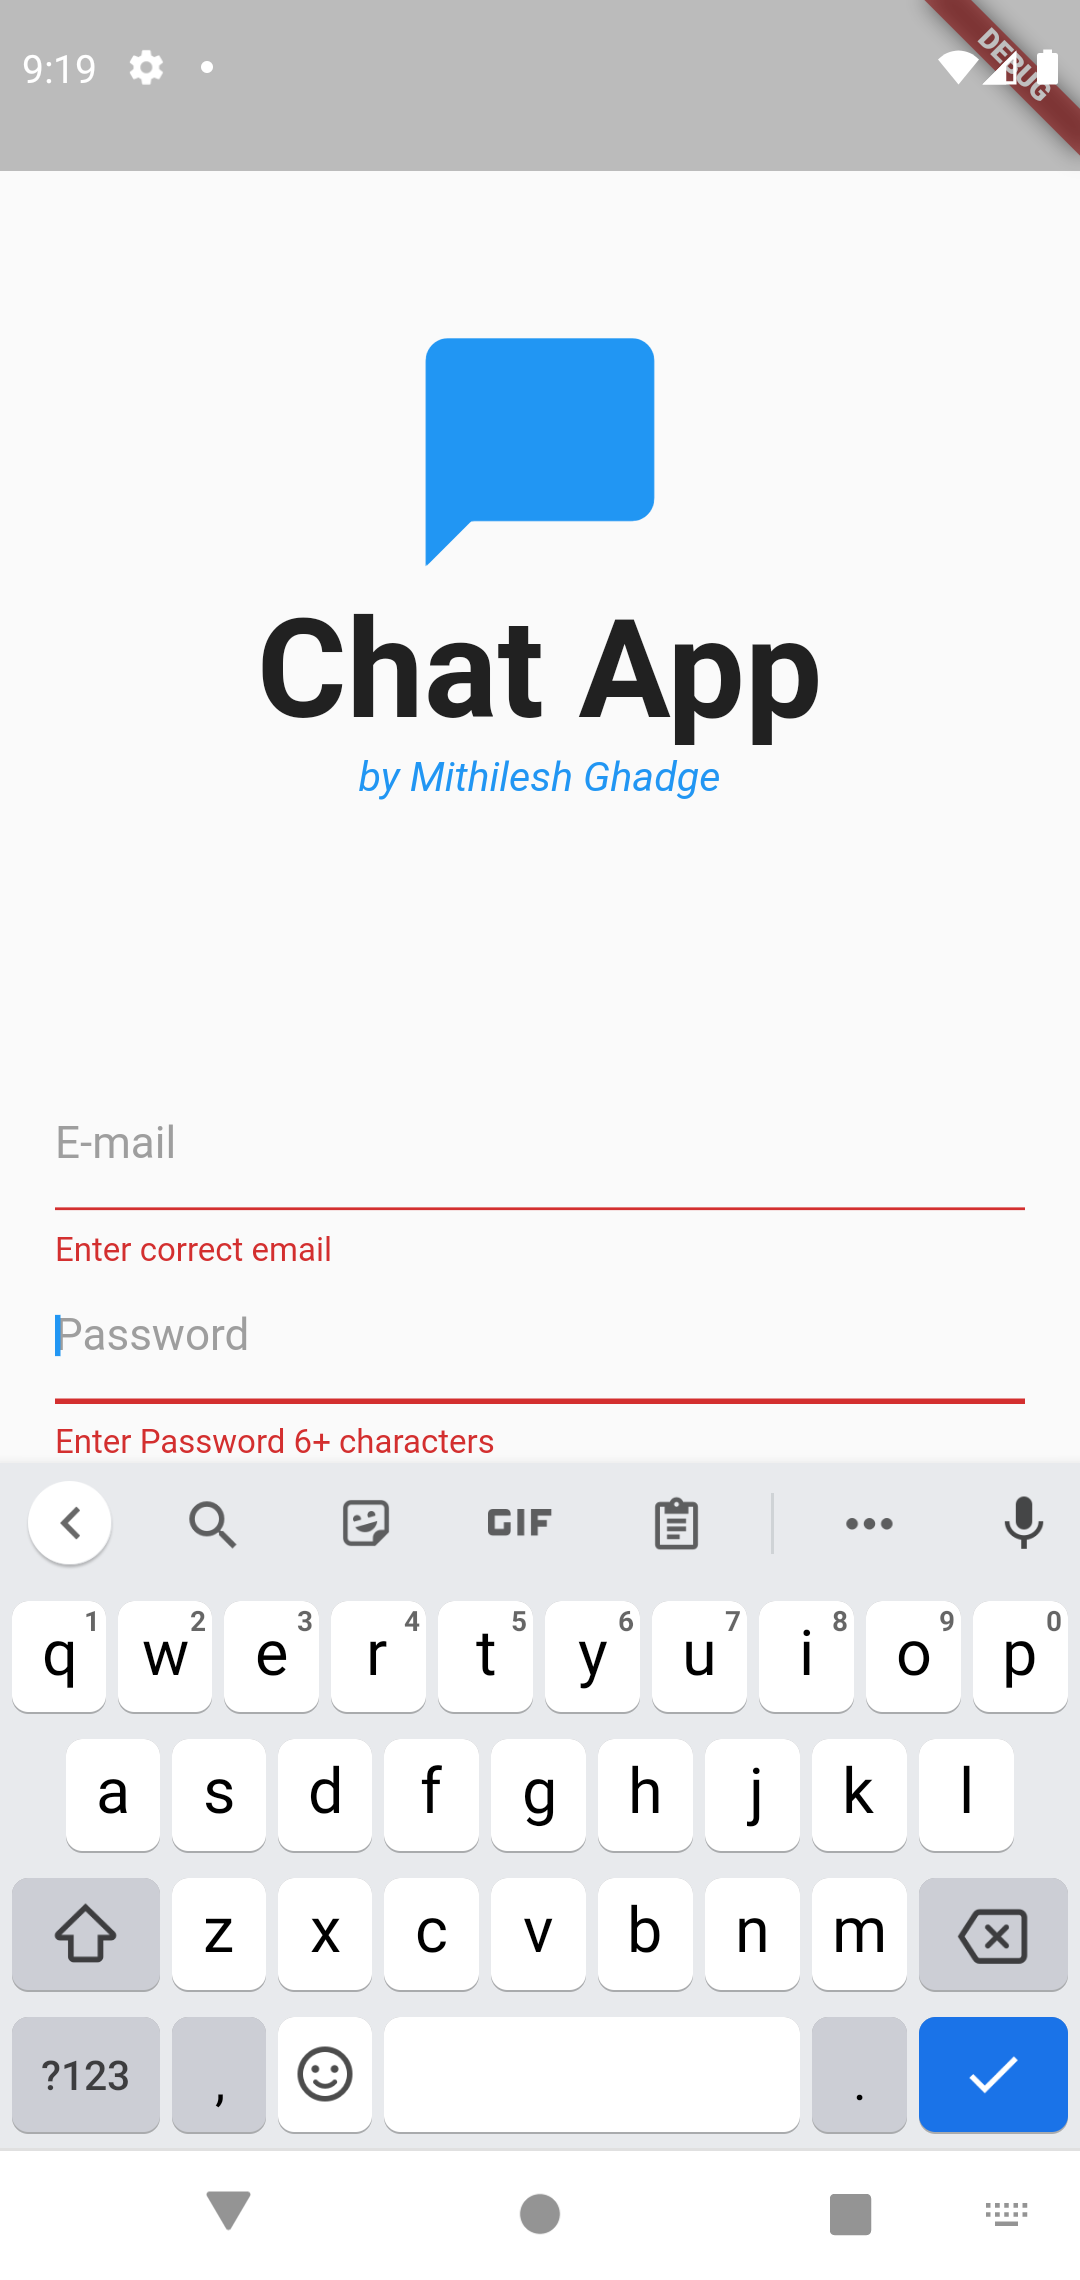 9:19
DEBUG
Chat App
by Mithilesh Ghadge
E-mail
Enter correct email
Password
Enter Password 6+ characters
GIF
1 2 3 4 5 6 7 8 9 0
q w e r t y u i o p
a s d f g h j k l
z x c v b n m
?123 , .